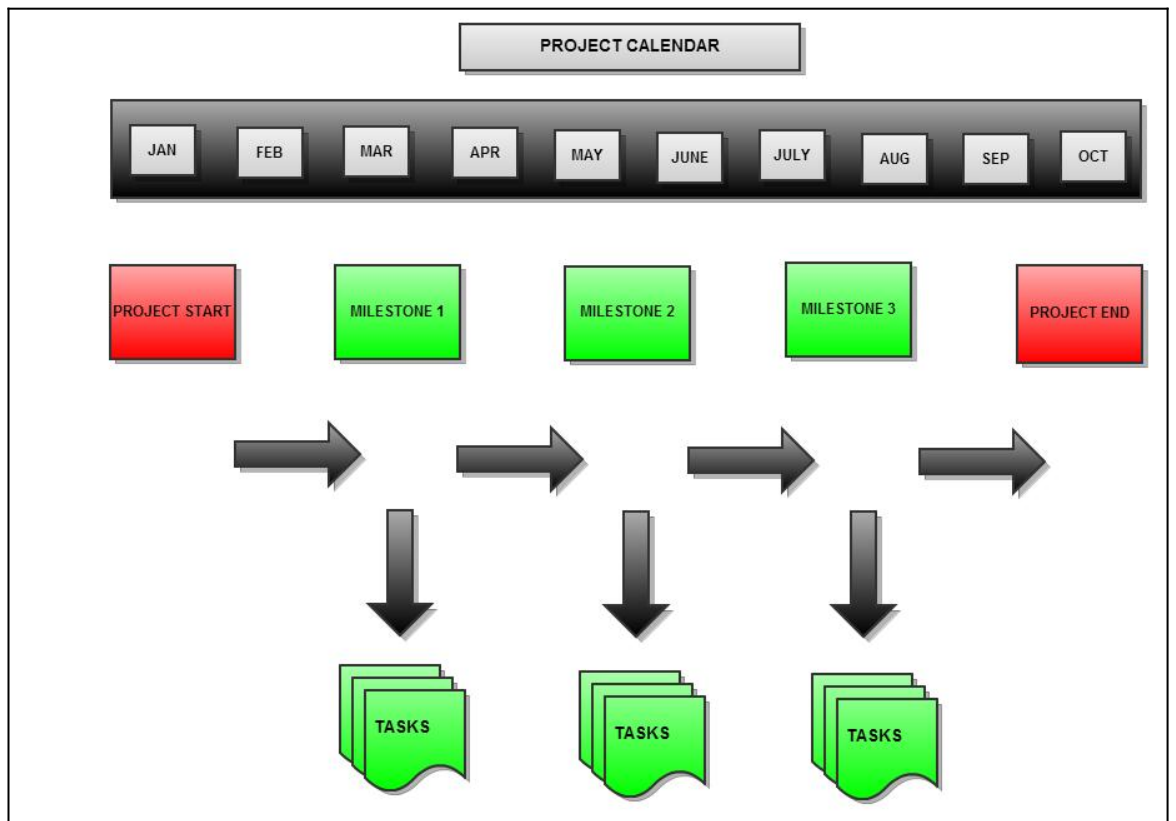 PROJECT CALENDAR
JAN
FEB
MAR
APR
MAY
JUNE
JULY
AUG
SEP
OCT
PROJECT START
MILESTONE 1
MILESTONE 2
MILESTONE 3
PROJECT END
TASKS
TASKS
TASKS